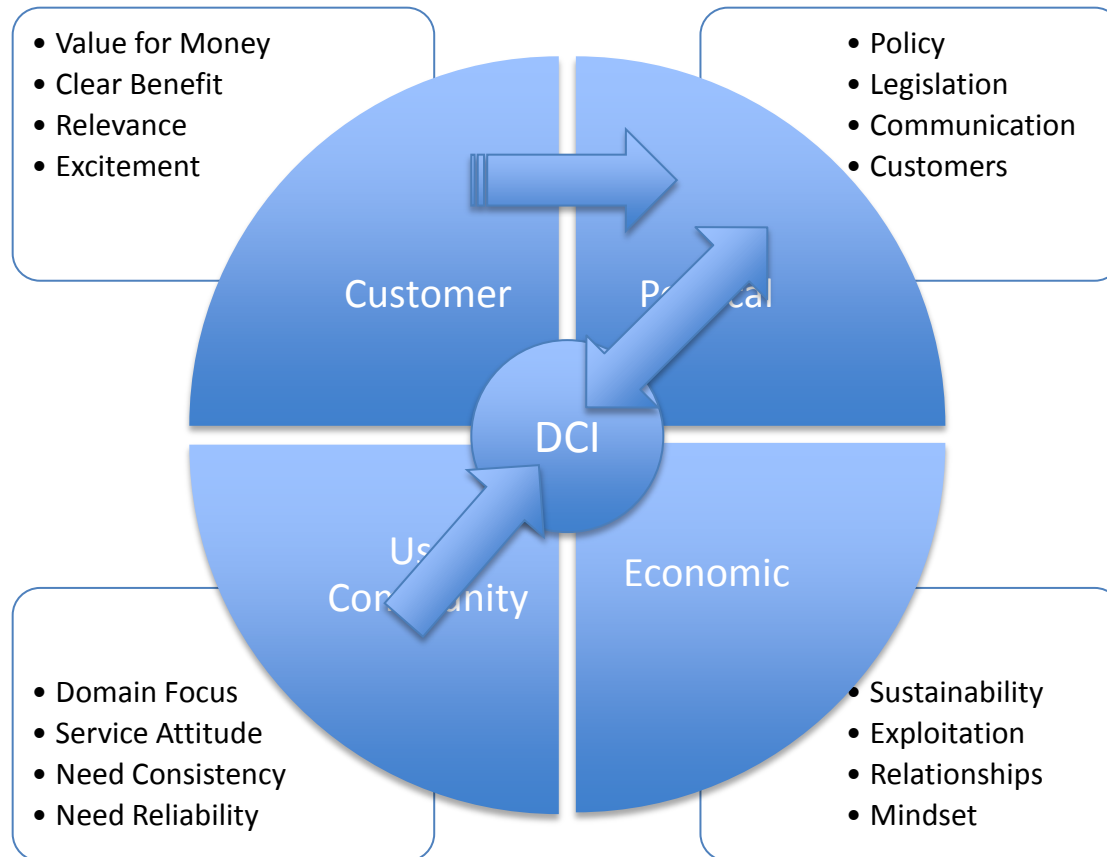 • Value for Money
• Clear Benefit
• Relevance
• Excitement
• Policy
• Legislation
• Communication
• Customers
Customer
DCI
Economic
• Domain Focus
• Service Attitude
• Need Consistency
• Need Reliability
• Sustainability
• Exploitation
• Relationships
• Mindset